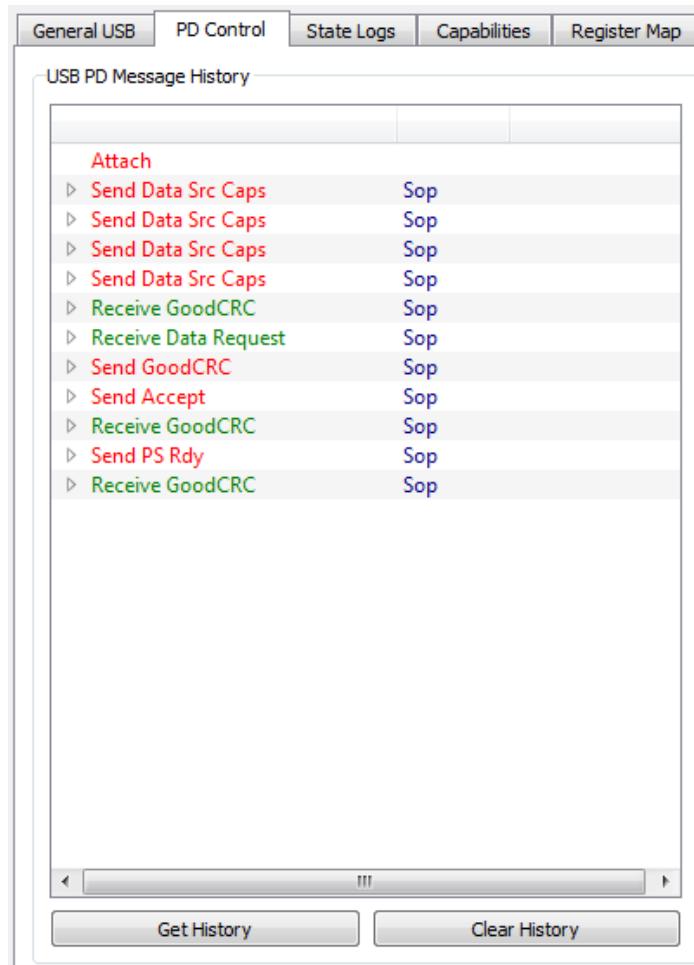 General USB PD Control State Logs Capabilities Register Map
USB PD Message History
Attach
Send Data Src Caps Sop
Send Data Src Caps Sop
Send Data Src Caps Sop
Send Data Src Caps Sop
Receive GoodCRC Sop
Receive Data Request Sop
Send GoodCRC Sop
Send Accept Sop
Receive GoodCRC Sop
Send PS Rdy Sop
Receive GoodCRC Sop
Get History Clear History